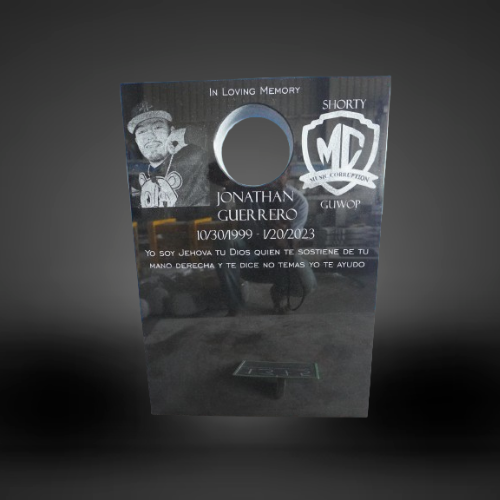 In Loving Memory
SHORTY
MC
MUSIC CORRUPTION
GUWOP
JONATHAN
GUERRERO
10/30/1999 - 1/20/2023
Yo soy Jehova tu Dios quien te sostiene de tu
mano derecha y te dice no temas yo te ayudo